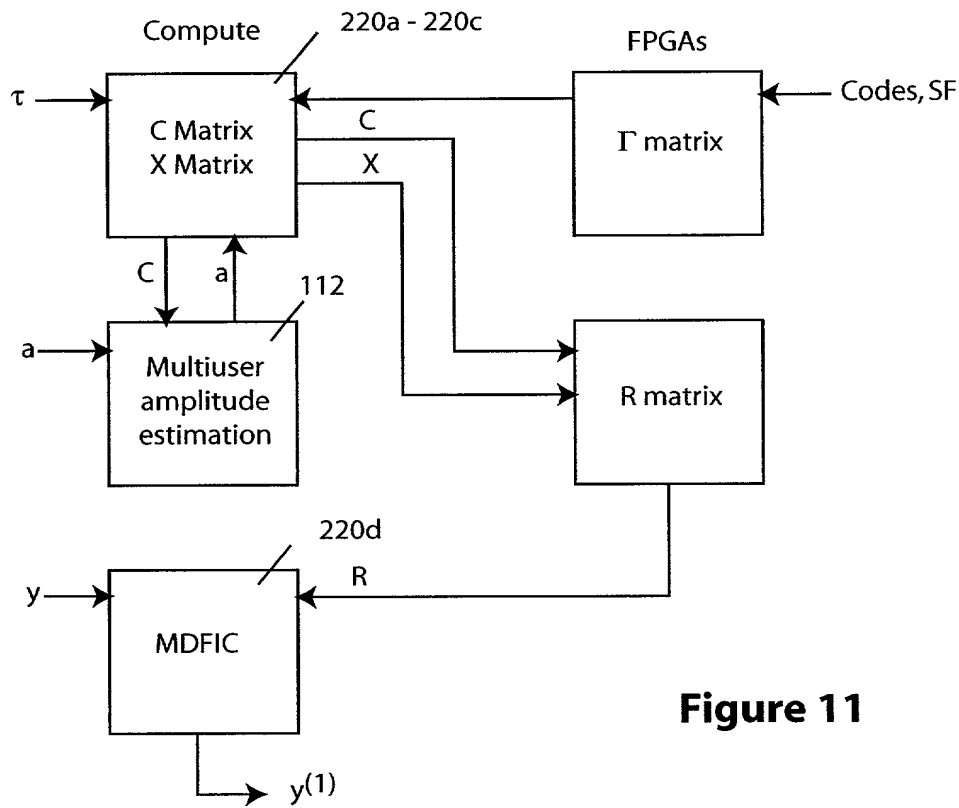 Compute
220a - 220c
FPGAs
τ
C Matrix
X Matrix
C
X
Γ matrix
Codes, SF
C
a
112
a
Multiuser
amplitude
estimation
R matrix
220d
R
y
MDFIC
Figure 11
y(1)